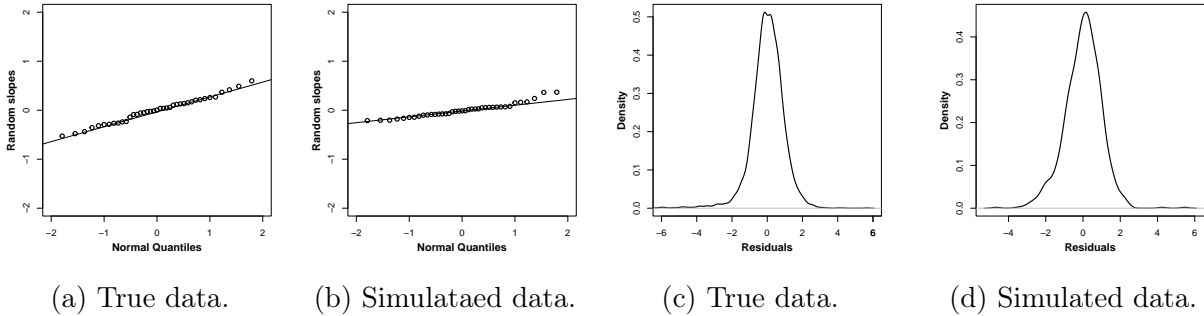 2
1
0
−1
−2
Random slopes
−2 −1 0 1 2
Normal Quantiles
(a) True data.
2
1
0
−1
−2
Random slopes
−2 −1 0 1 2
Normal Quantiles
(b) Simulataed data.
0.5
0.4
0.3
0.2
0.1
0.0
Density
−6 −4 −2 0 2 4 6
Residuals
(c) True data.
0.4
0.3
0.2
0.1
0.0
Density
−4 −2 0 2 4 6
Residuals
(d) Simulated data.